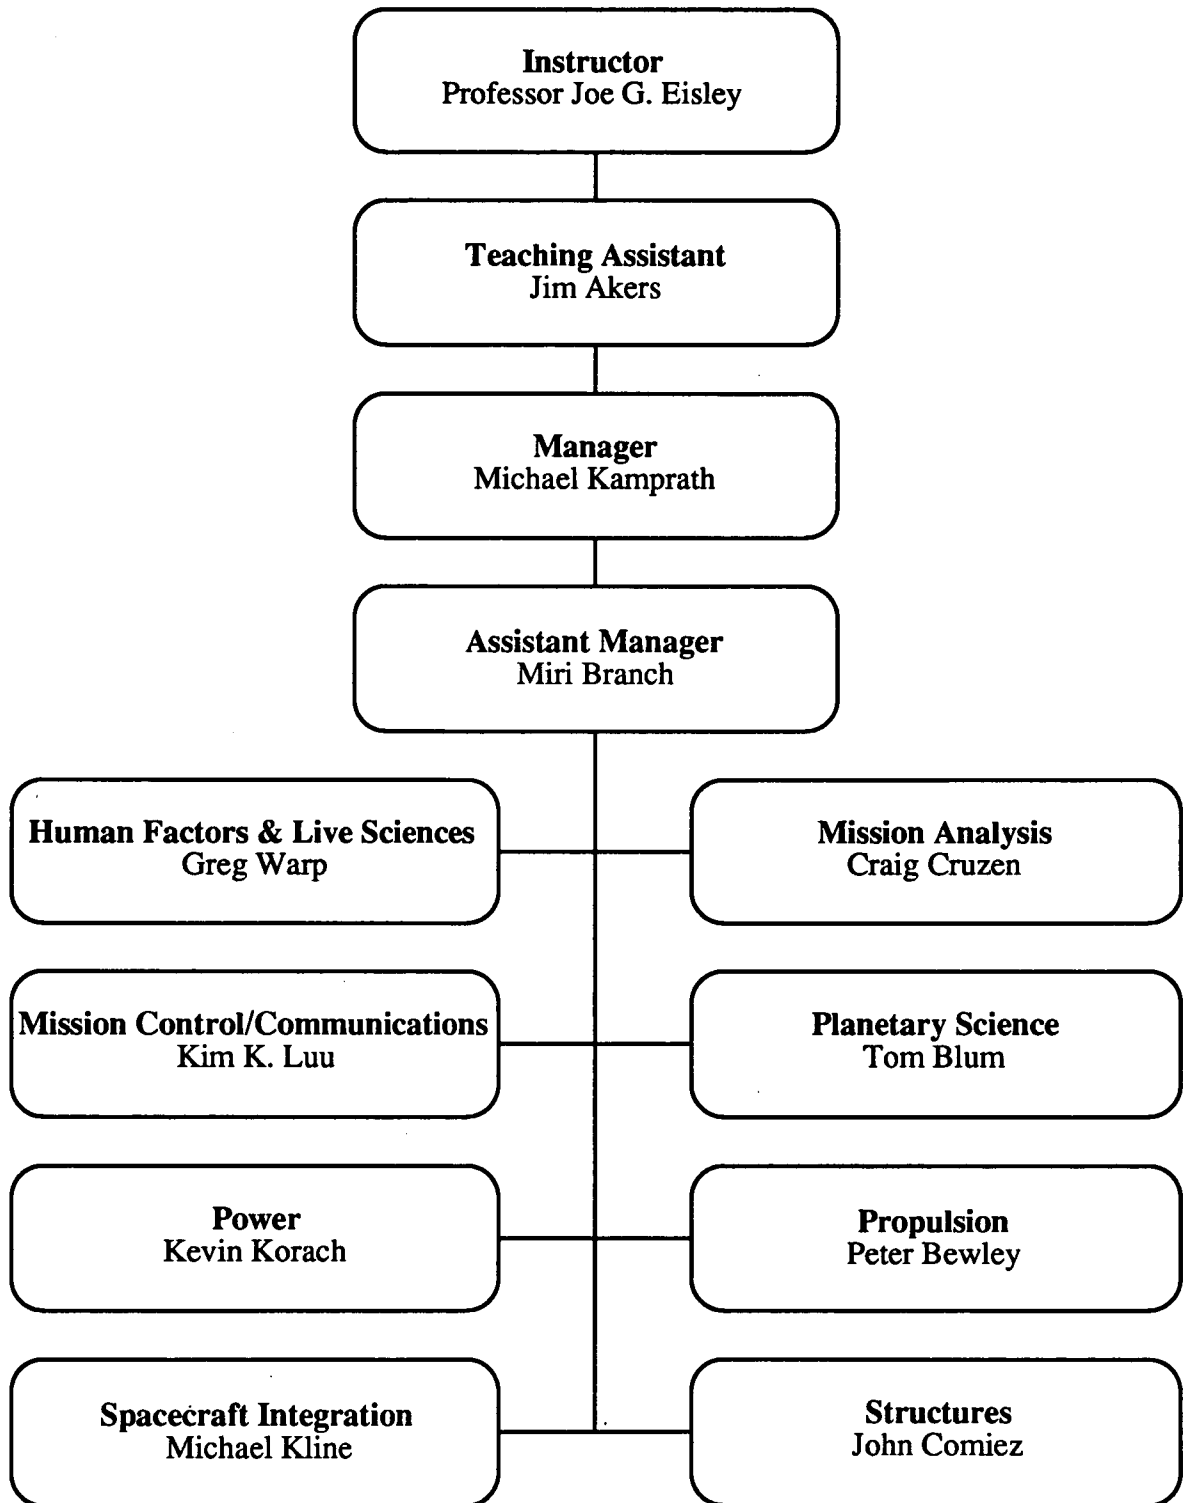 Instructor
Professor Joe G. Eisley
Teaching Assistant
Jim Akers
Manager
Michael Kamprath
Assistant Manager
Miri Branch
Human Factors & Live Sciences
Greg Warp
Mission Analysis
Craig Cruzen
Mission Control/Communications
Kim K. Luu
Planetary Science
Tom Blum
Power
Kevin Korach
Propulsion
Peter Bewley
Spacecraft Integration
Michael Kline
Structures
John Comiez